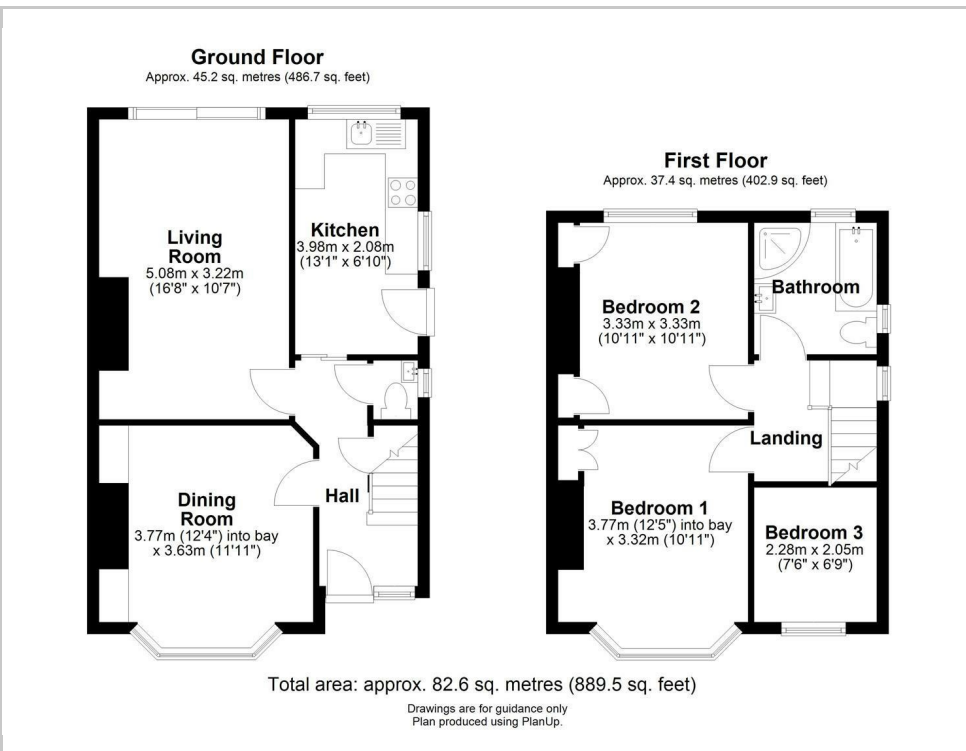 Ground Floor
Approx. 45.2 sq. metres (486.7 sq. feet)
Living
Room
5.08m x 3.22m
(16'8" x 10'7")
Kitchen
3.98m x 2.08m
(13'1" x 6'10")
Dining
Room
3.77m (12'4") into bay
x 3.63m (11'11")
Hall
First Floor
Approx. 37.4 sq. metres (402.9 sq. feet)
Bedroom 2
3.33m x 3.33m
(10'11" x 10'11")
Bathroom
Landing
Bedroom 1
3.77m (12'5") into bay
x 3.32m (10'11")
Bedroom 3
2.28m x 2.05m
(7'6" x 6'9")
Total area: approx. 82.6 sq. metres (889.5 sq. feet)
Drawings are for guidance only
Plan produced using PlanUp.